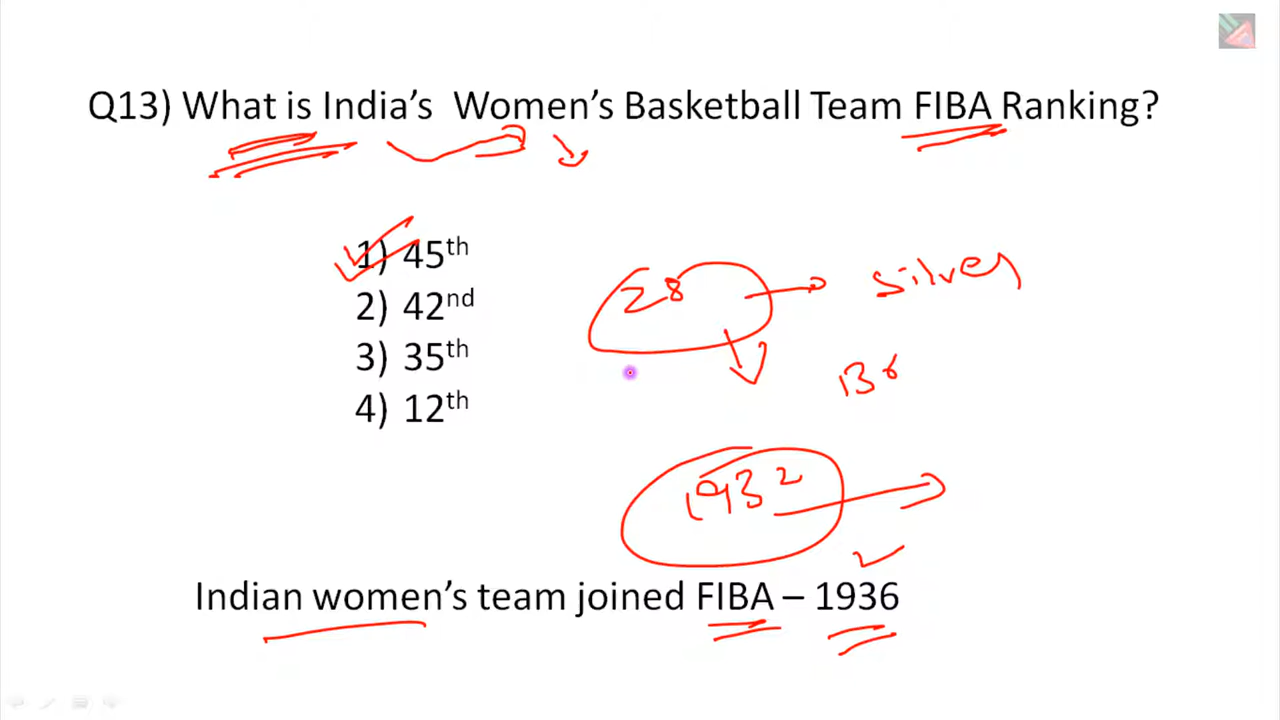 Q13) What is India's Women's Basketball Team FIBA Ranking?
1) 45th
2) 42nd
3) 35th
4) 12th
28 silver
136
1932
Indian women's team joined FIBA – 1936